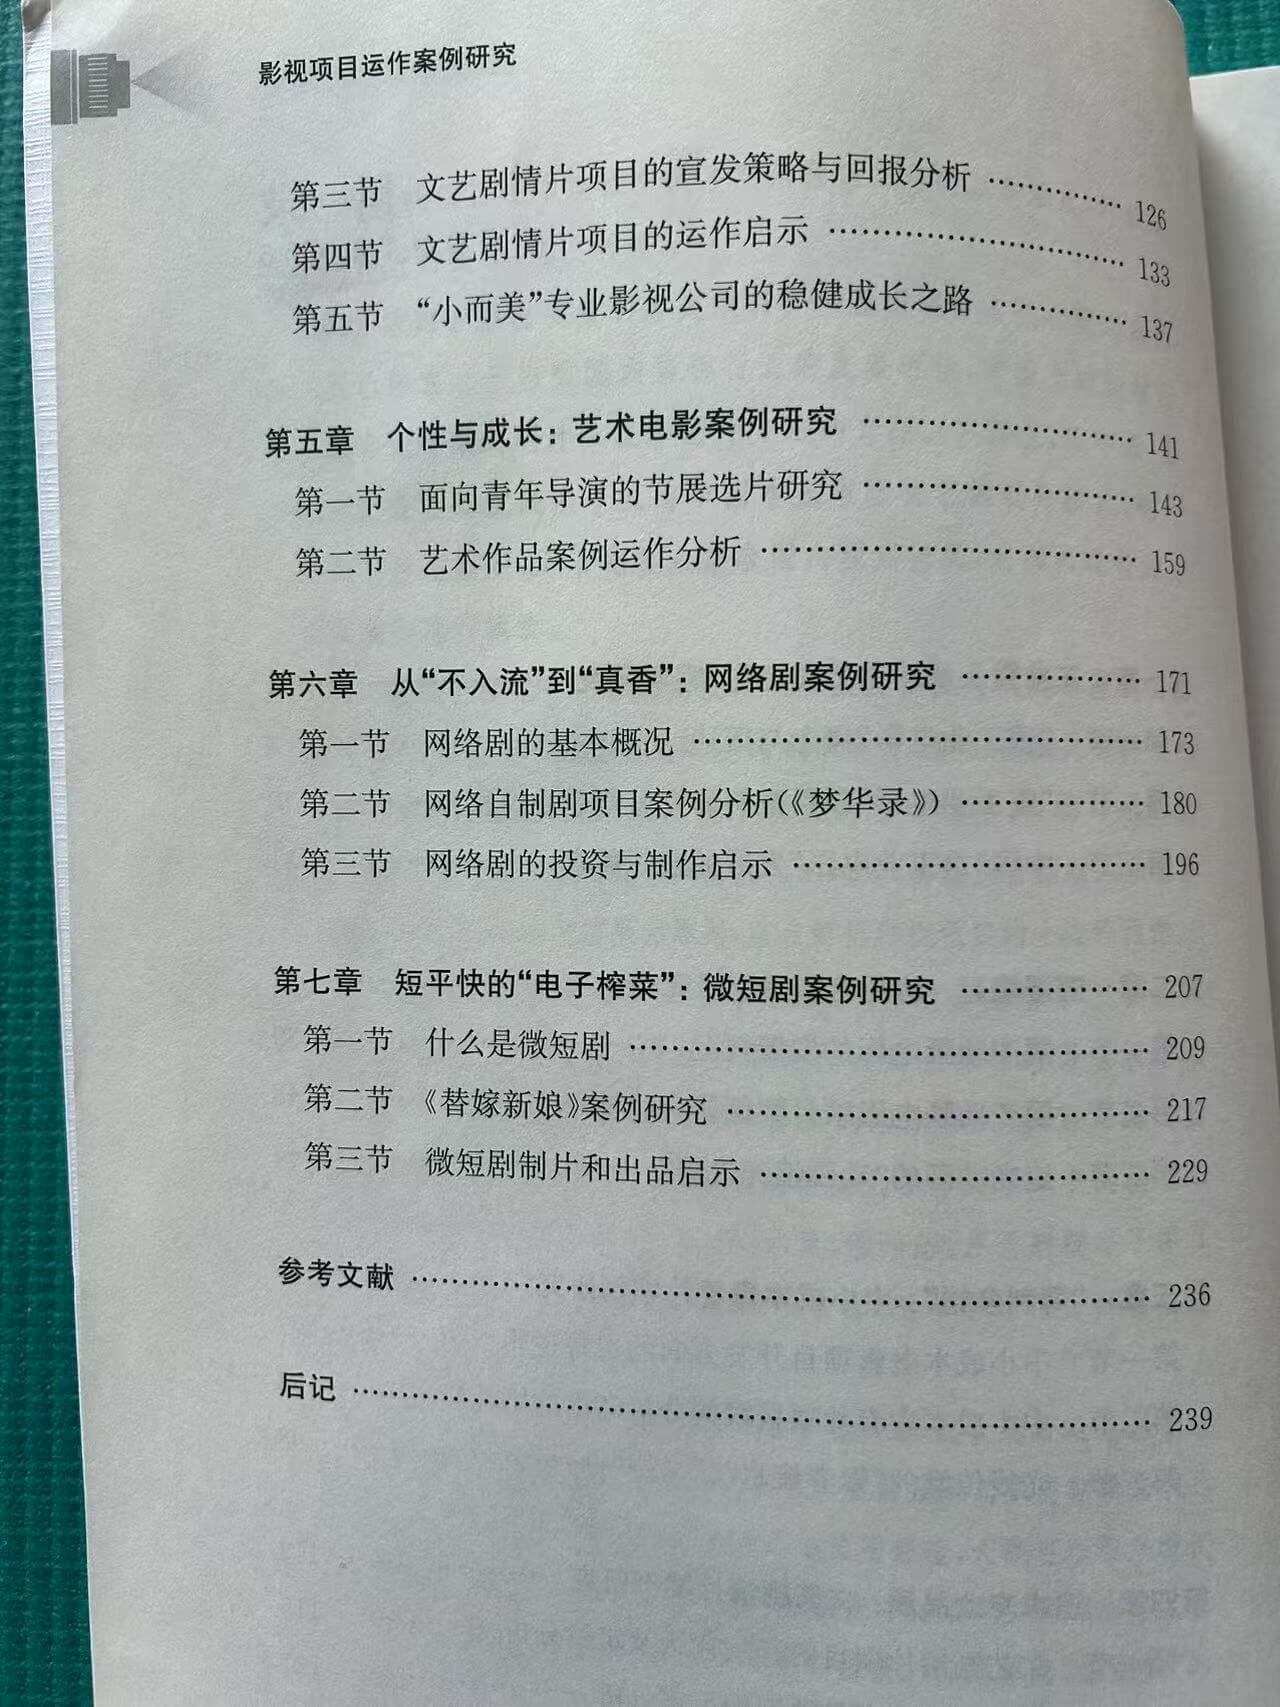 影视项目运作案例研究
第三节 文艺剧情片项目的宣发策略与回报分析 …………… 126
第四节 文艺剧情片项目的运作启示 …………………………… 133
第五节 “小而美”专业影视公司的稳健成长之路 …………… 137
第五章 个性与成长：艺术电影案例研究 ……………………… 141
第一节 面向青年导演的节展选片研究 ………………………… 143
第二节 艺术作品案例运作分析 ………………………………… 159
第六章 从“不入流”到“真香”：网络剧案例研究 ……………… 171
第一节 网络剧的基本概况 ……………………………………… 173
第二节 网络自制剧项目案例分析(《梦华录》) ……………… 180
第三节 网络剧的投资与制作启示 ……………………………… 196
第七章 短平快的“电子榨菜”：微短剧案例研究 ……………… 207
第一节 什么是微短剧 …………………………………………… 209
第二节 《替嫁新娘》案例研究 ………………………………… 217
第三节 微短剧制片和出品启示 ………………………………… 229
参考文献 ………………………………………………………… 236
后记 ……………………………………………………………… 239